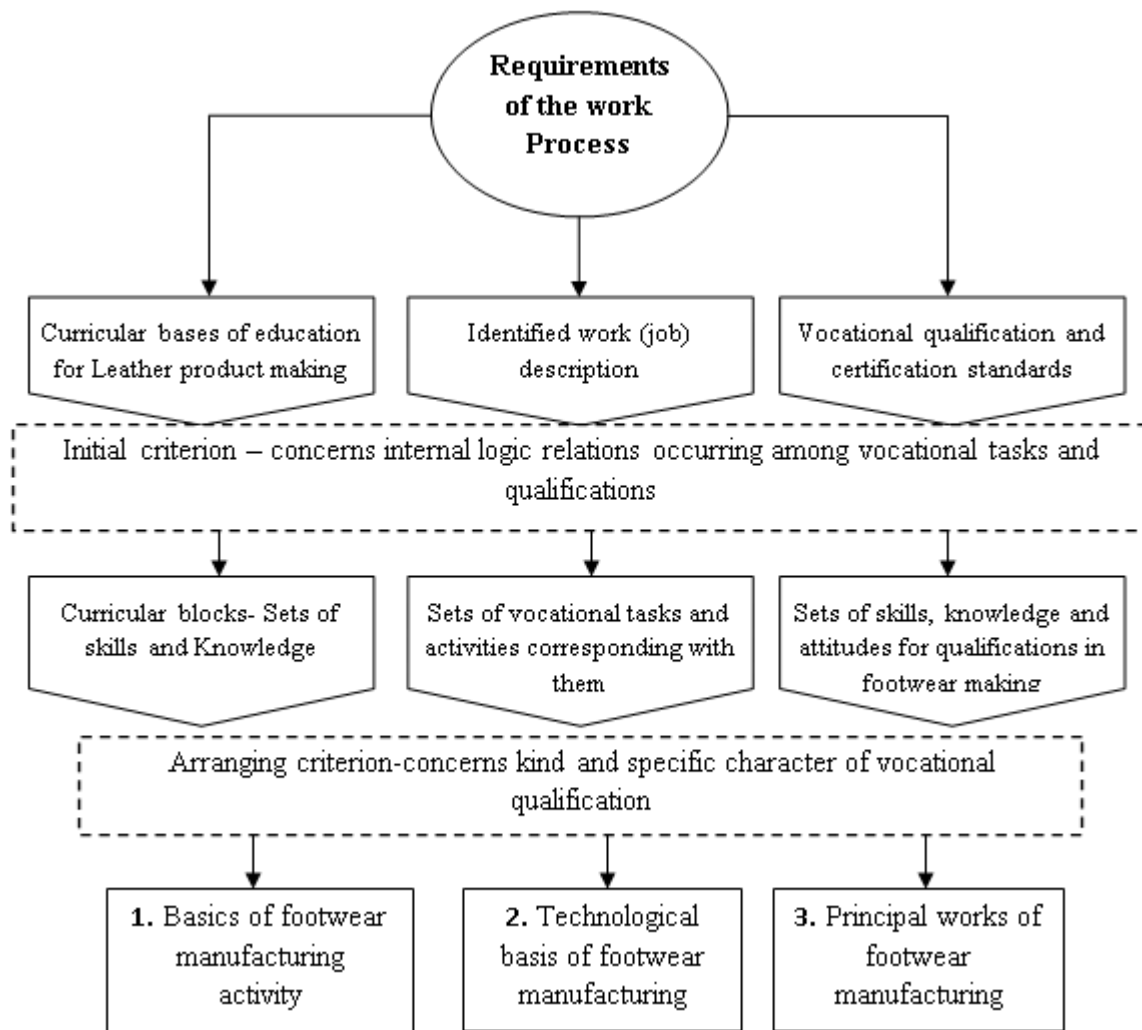 Requirements
of the work
Process
Curricular bases of education
for Leather product making
Identified work (job)
description
Vocational qualification and
certification standards
Initial criterion – concerns internal logic relations occurring among vocational tasks and
qualifications
Curricular blocks- Sets of
skills and Knowledge
Sets of vocational tasks and
activities corresponding with
them
Sets of skills, knowledge and
attitudes for qualifications in
footwear making
Arranging criterion-concerns kind and specific character of vocational
qualification
1. Basics of footwear
manufacturing
activity
2. Technological
basis of footwear
manufacturing
3. Principal works of
footwear
manufacturing